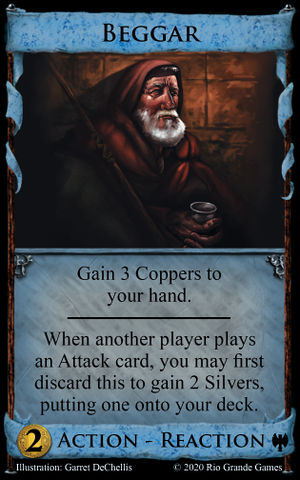 BEGGAR
Gain 3 Coppers to
your hand.
When another player plays
an Attack card, you may first
discard this to gain 2 Silvers,
putting one onto your deck.
2 ACTION - REACTION
Illustration: Garret DeChellis © 2020 Rio Grande Games